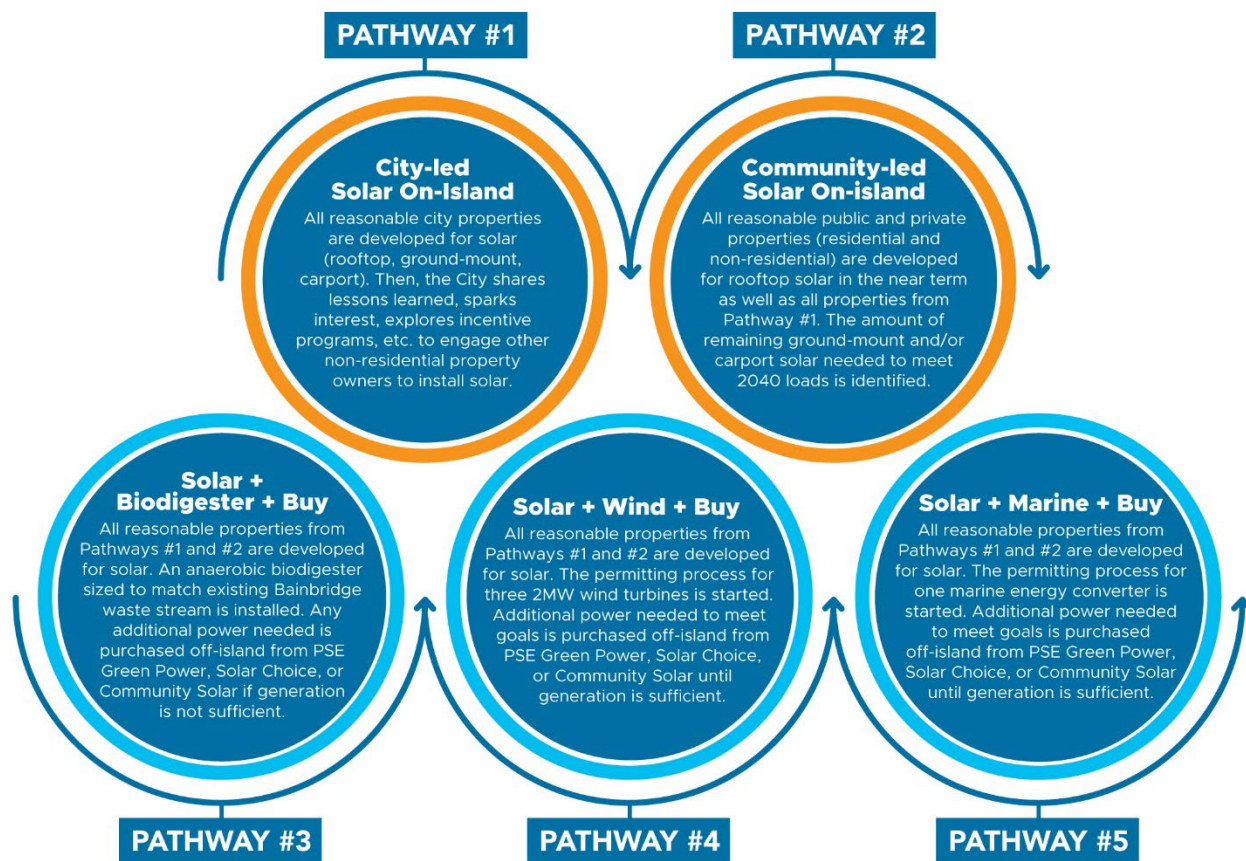 PATHWAY #1
City-led
Solar On-Island
All reasonable city properties
are developed for solar
(rooftop, ground-mount,
carport). Then, the City shares
lessons learned, sparks
interest, explores incentive
programs, etc. to engage other
non-residential property
owners to install solar.
PATHWAY #2
Community-led
Solar On-island
All reasonable public and private
properties (residential and
non-residential) are developed
for rooftop solar in the near term
as well as all properties from
Pathway #1. The amount of
remaining ground-mount and/or
carport solar needed to meet
2040 loads is identified.
Solar +
Biodigester + Buy
All reasonable properties from
Pathways #1 and #2 are developed
for solar. An anaerobic biodigester
sized to match existing Bainbridge
waste stream is installed. Any
additional power needed is
purchased off-island from PSE
Green Power, Solar Choice, or
Community Solar if generation
is not sufficient.
PATHWAY #3
Solar + Wind + Buy
All reasonable properties from
Pathways #1 and #2 are developed
for solar. The permitting process for
three 2MW wind turbines is started.
Additional power needed to meet
goals is purchased off-island from
PSE Green Power, Solar Choice,
or Community Solar until
generation is sufficient.
PATHWAY #4
Solar + Marine + Buy
All reasonable properties from
Pathways #1 and #2 are developed
for solar. The permitting process for
one marine energy converter is
started. Additional power needed
to meet goals is purchased
off-island from PSE Green Power,
Solar Choice, or Community Solar
until generation is sufficient.
PATHWAY #5